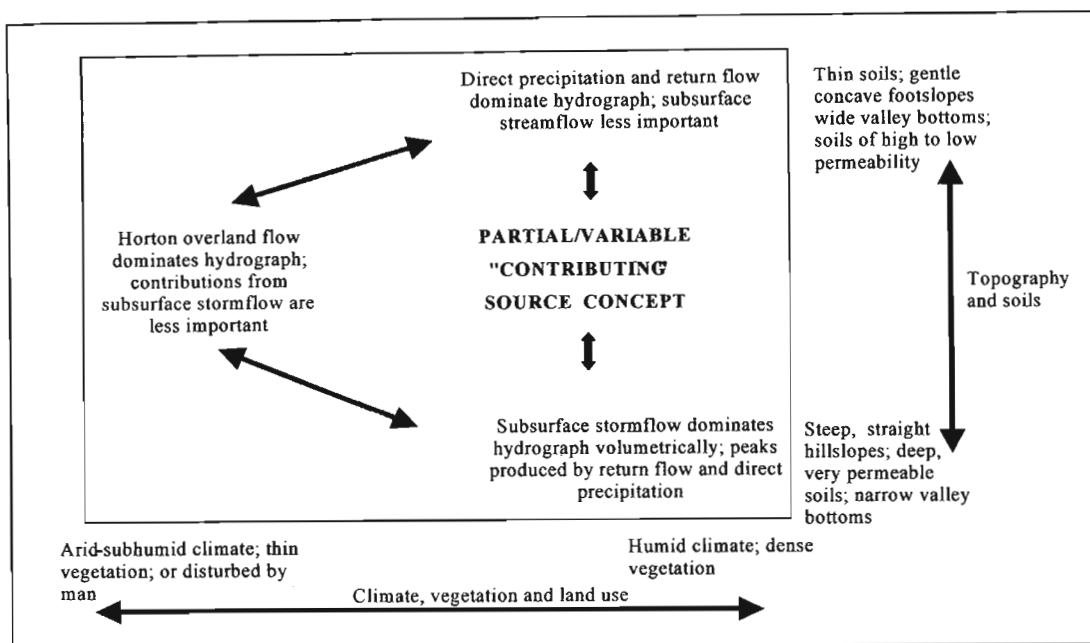 Direct precipitation and return flow
dominate hydrograph; subsurface
streamflow less important
Thin soils; gentle
concave footslopes
wide valley bottoms;
soils of high to low
permeability
Horton overland flow
dominates hydrograph;
contributions from
subsurface stormflow are
less important
PARTIAL/VARIABLE
"CONTRIBUTING"
SOURCE CONCEPT
Topography
and soils
Subsurface stormflow dominates
hydrograph volumetrically; peaks
produced by return flow and direct
precipitation
Steep, straight
hillslopes; deep,
very permeable
soils; narrow valley
bottoms
Arid-subhumid climate; thin
vegetation; or disturbed by
man
Humid climate; dense
vegetation
Climate, vegetation and land use